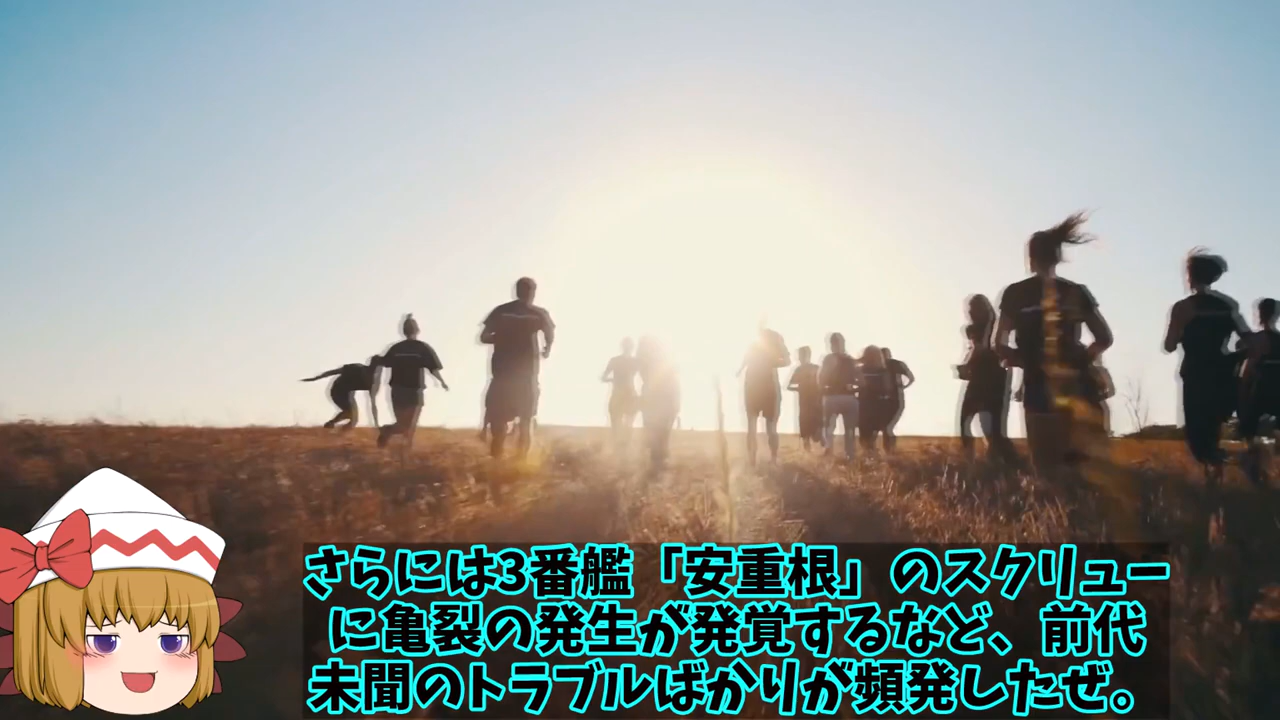 さらには3番艦「安重根」のスクリュー
に亀裂の発生が発覚するなど、前代
未聞のトラブルばかりが頻発したぜ。